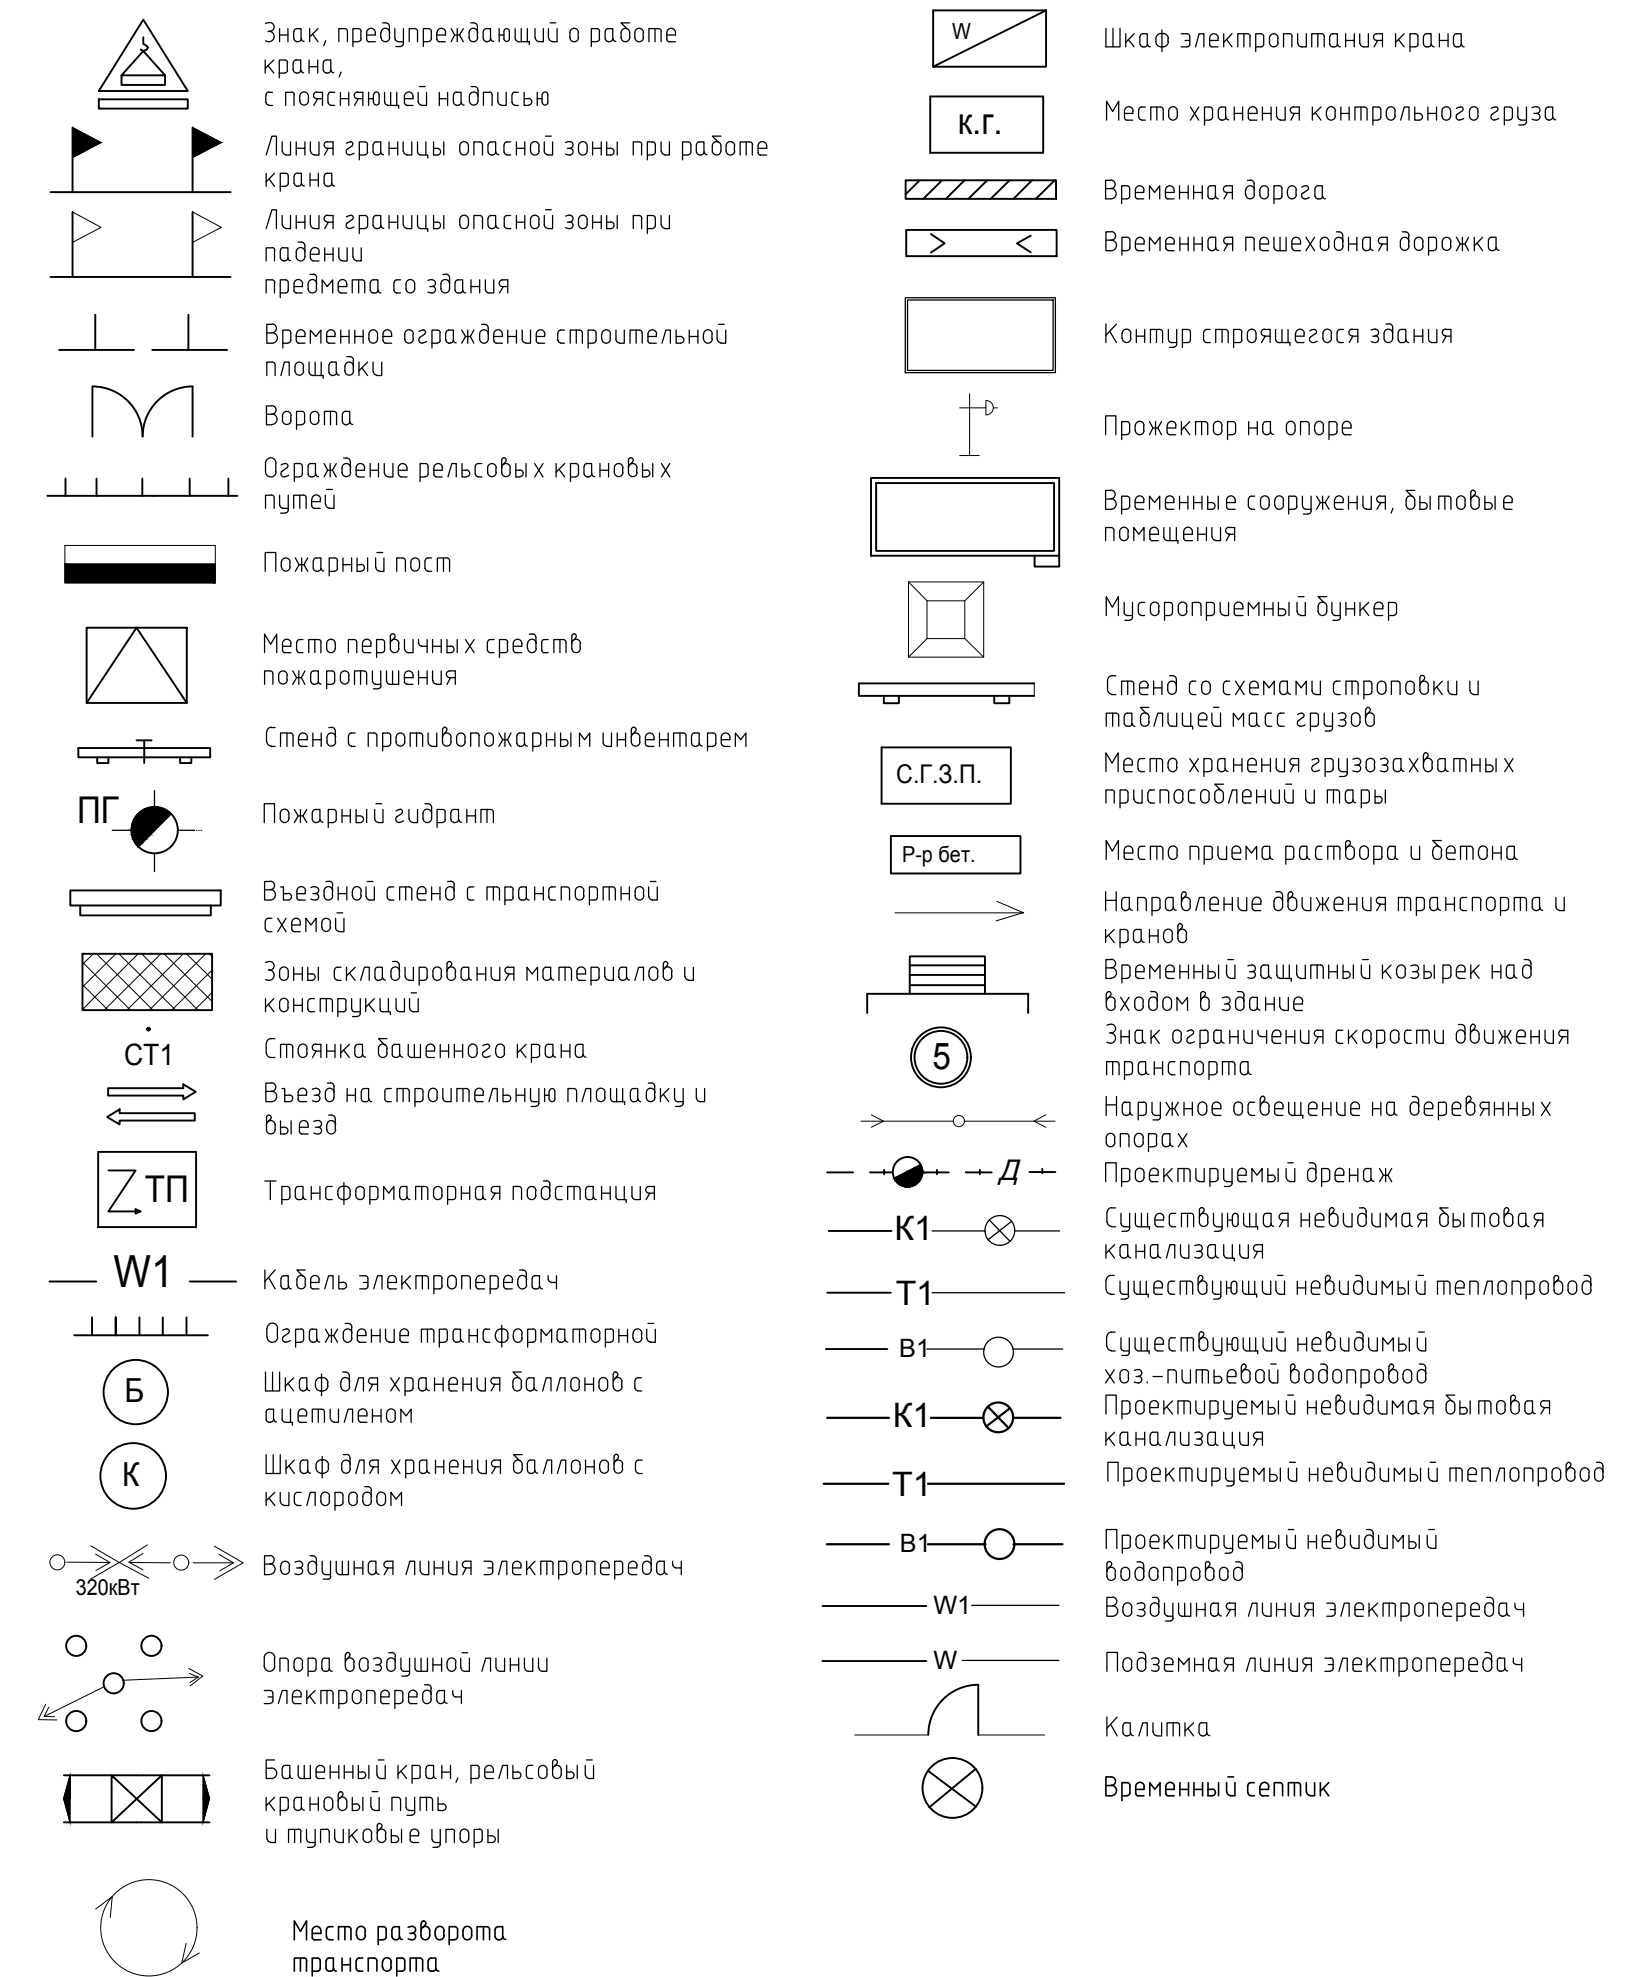 Знак, предупреждающий о работе
крана,
с поясняющей надписью
Линия границы опасной зоны при работе
крана
Линия границы опасной зоны при
падении
предмета со здания
Временное ограждение строительной
площадки
Ворота
Ограждение рельсовых крановых
путей
Пожарный пост
Место первичных средств
пожаротушения
Стенд с противопожарным инвентарем
ПГ
Пожарный гидрант
Въездной стенд с транспортной
схемой
Зоны складирования материалов и
конструкций
СТ1
Стоянка башенного крана
Въезд на строительную площадку и
выезд
ТП
Трансформаторная подстанция
W1
Кабель электропередач
Ограждение трансформаторной
Б
Шкаф для хранения баллонов с
ацетиленом
К
Шкаф для хранения баллонов с
кислородом
320кВт
Воздушная линия электропередач
Опора воздушной линии
электропередач
Башенный кран, рельсовый
крановый путь
и тупиковые упоры
Место разворота
транспорта
W
Шкаф электропитания крана
К.Г.
Место хранения контрольного груза
Временная дорога
Временная пешеходная дорожка
Контур строящегося здания
Прожектор на опоре
Временные сооружения, бытовые
помещения
Мусороприемный бункер
Стенд со схемами строповки и
таблицей масс грузов
С.Г.З.П.
Место хранения грузозахватных
приспособлений и тары
Р-р бет.
Место приема раствора и бетона
Направление движения транспорта и
кранов
Временный защитный козырек над
входом в здание
5
Знак ограничения скорости движения
транспорта
Наружное освещение на деревянных
опорах
Д
Проектируемый дренаж
К1
Существующая невидимая бытовая
канализация
Т1
Существующий невидимый теплопровод
В1
Существующий невидимый
хоз.-питьевой водопровод
К1
Проектируемый невидимая бытовая
канализация
Т1
Проектируемый невидимый теплопровод
В1
Проектируемый невидимый
водопровод
W1
Воздушная линия электропередач
W
Подземная линия электропередач
Калитка
Временный септик